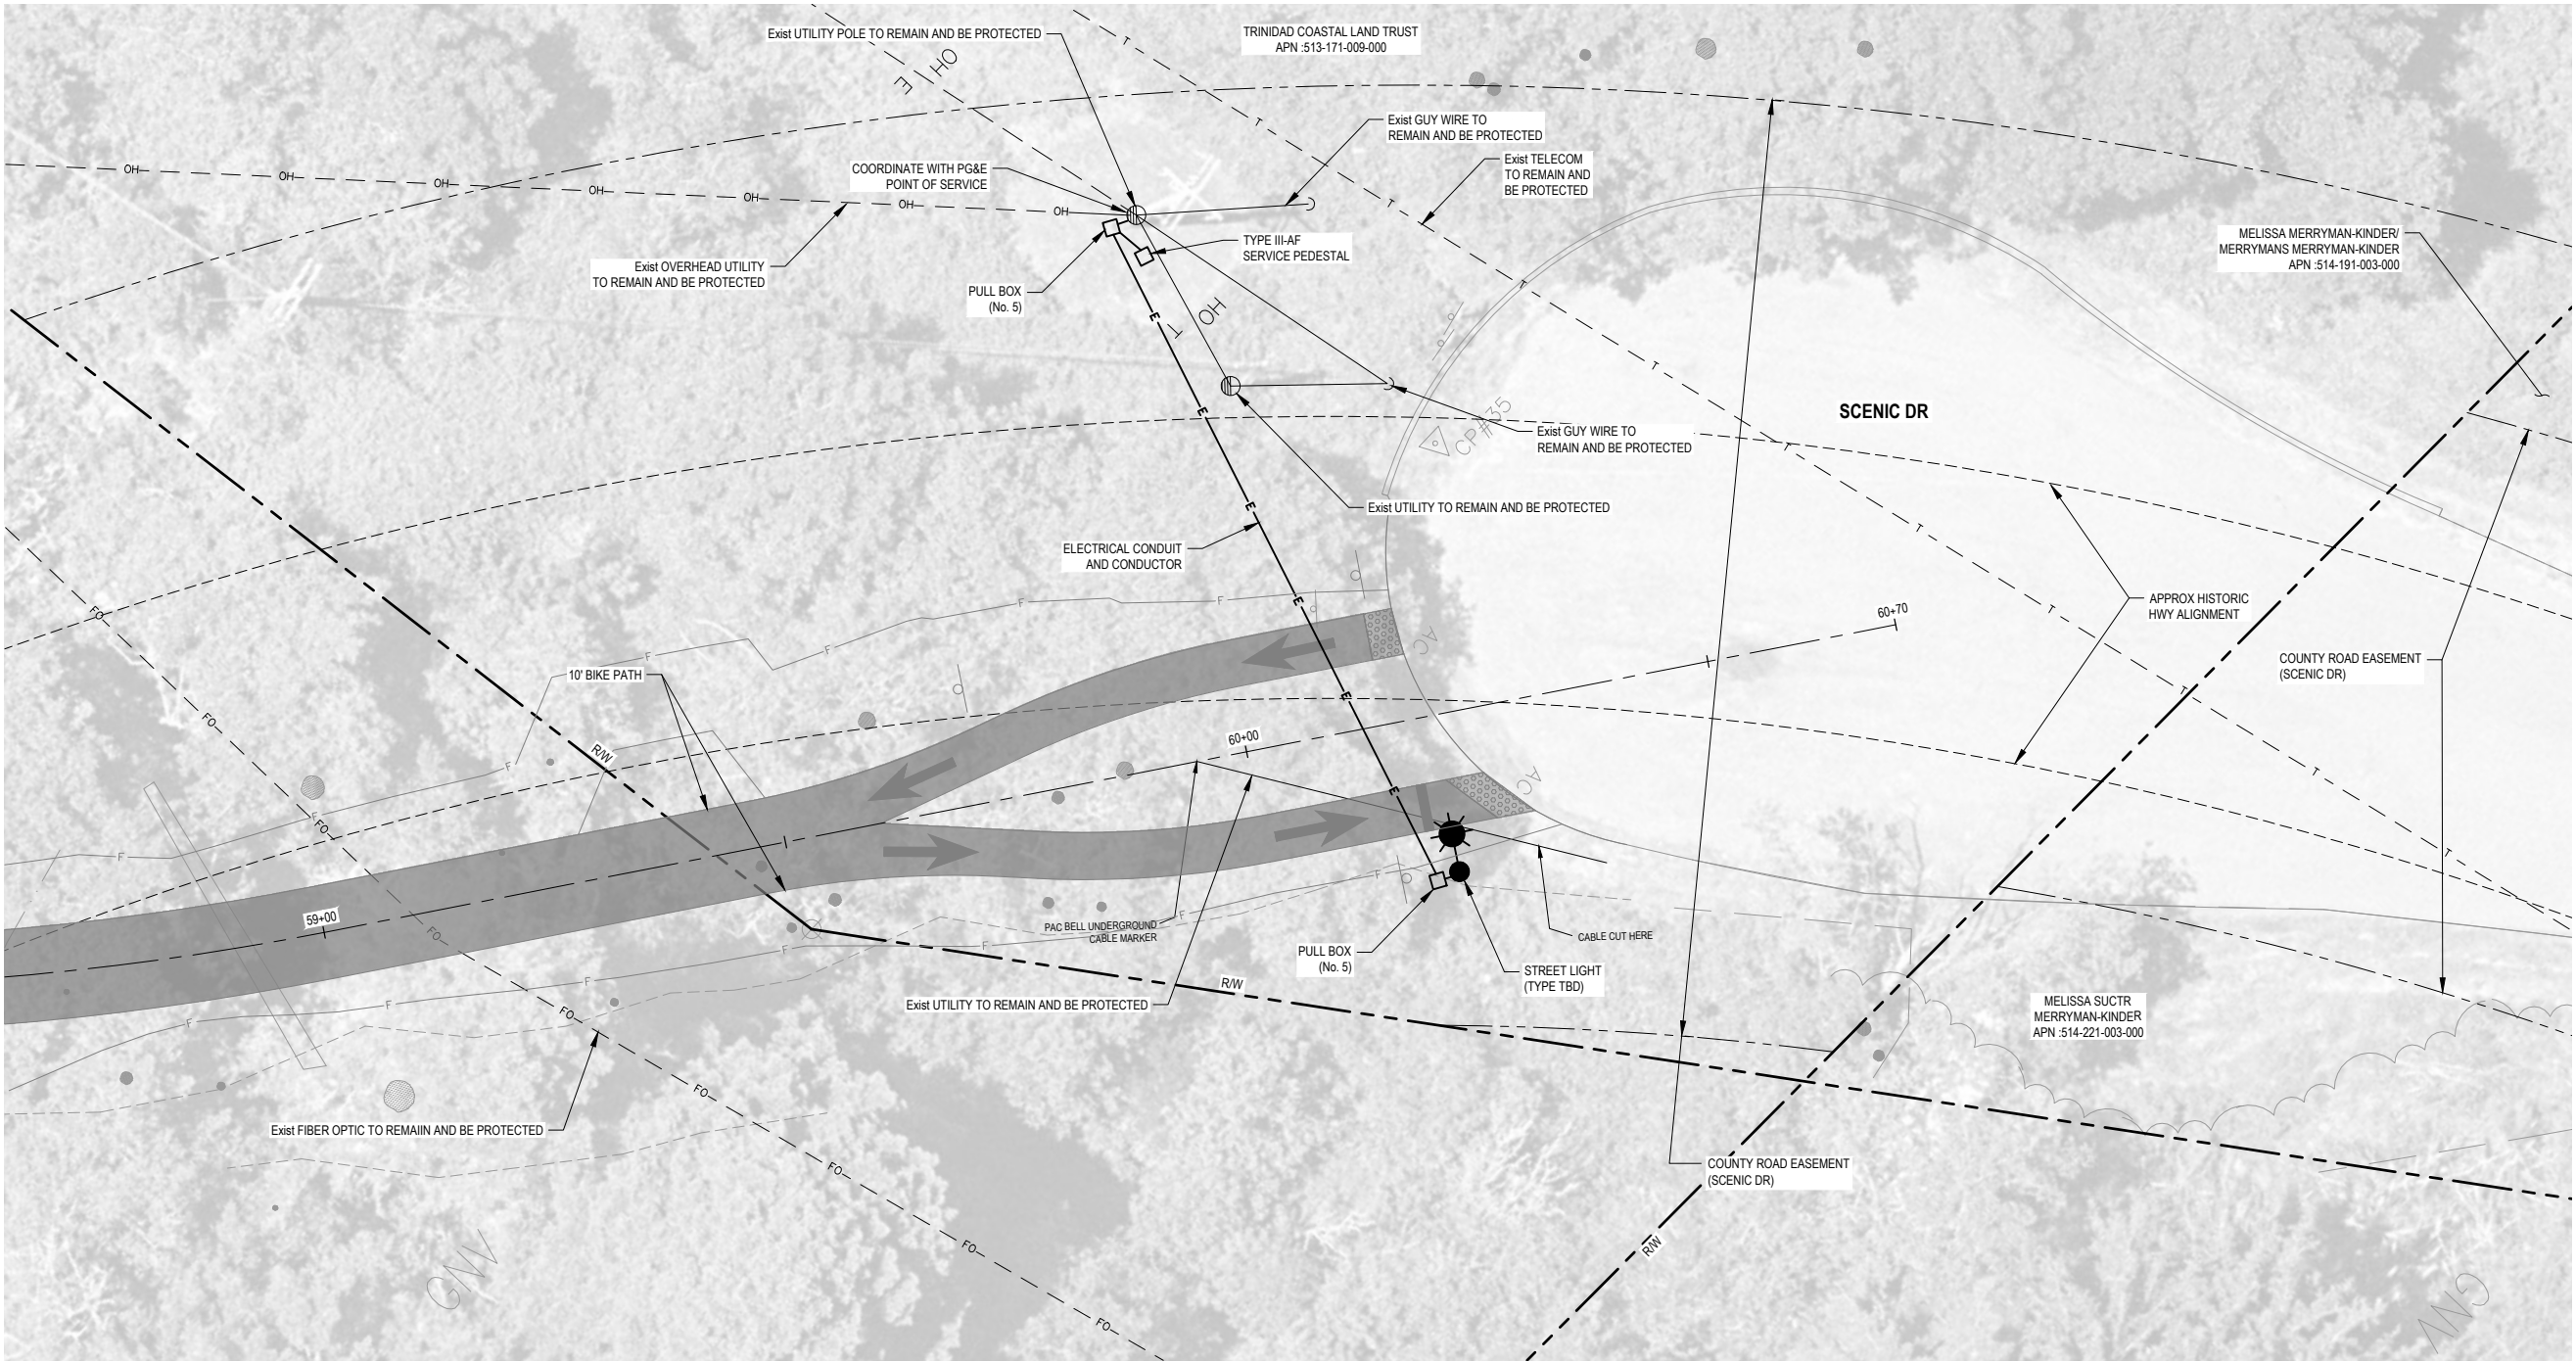 Exist UTILITY POLE TO REMAIN AND BE PROTECTED
TRINIDAD COASTAL LAND TRUST
APN :513-171-009-000
OH
E
T
Exist GUY WIRE TO
REMAIN AND BE PROTECTED
T
Exist TELECOM
TO REMAIN AND
BE PROTECTED
COORDINATE WITH PG&E
POINT OF SERVICE
OH
OH
OH
OH
OH
OH
OH
T
Exist OVERHEAD UTILITY
TO REMAIN AND BE PROTECTED
TYPE III-AF
SERVICE PEDESTAL
MELISSA MERRYMAN-KINDER/
MERRYMANS MERRYMAN-KINDER
APN :514-191-003-000
PULL BOX
(No. 5)
E
OH
T
T
T
E
CP#35
SCENIC DR
Exist GUY WIRE TO
REMAIN AND BE PROTECTED
T
E
Exist UTILITY TO REMAIN AND BE PROTECTED
T
ELECTRICAL CONDUIT
AND CONDUCTOR
FO
F
F
E
T
60+70
APPROX HISTORIC
HWY ALIGNMENT
AC
F
F
10' BIKE PATH
COUNTY ROAD EASEMENT
(SCENIC DR)
E
T
FO
R/W
60+00
F
E
AC
T
F
FO
F
T
59+00
FO
F
F
PAC BELL UNDERGROUND
CABLE MARKER
F
F
PULL BOX
(No. 5)
CABLE CUT HERE
STREET LIGHT
(TYPE TBD)
R/W
F
F
F
FO
Exist UTILITY TO REMAIN AND BE PROTECTED
MELISSA SUCTR
MERRYMAN-KINDER
APN :514-221-003-000
FO
Exist FIBER OPTIC TO REMAIIN AND BE PROTECTED
FO
COUNTY ROAD EASEMENT
(SCENIC DR)
R/W
FO
FO